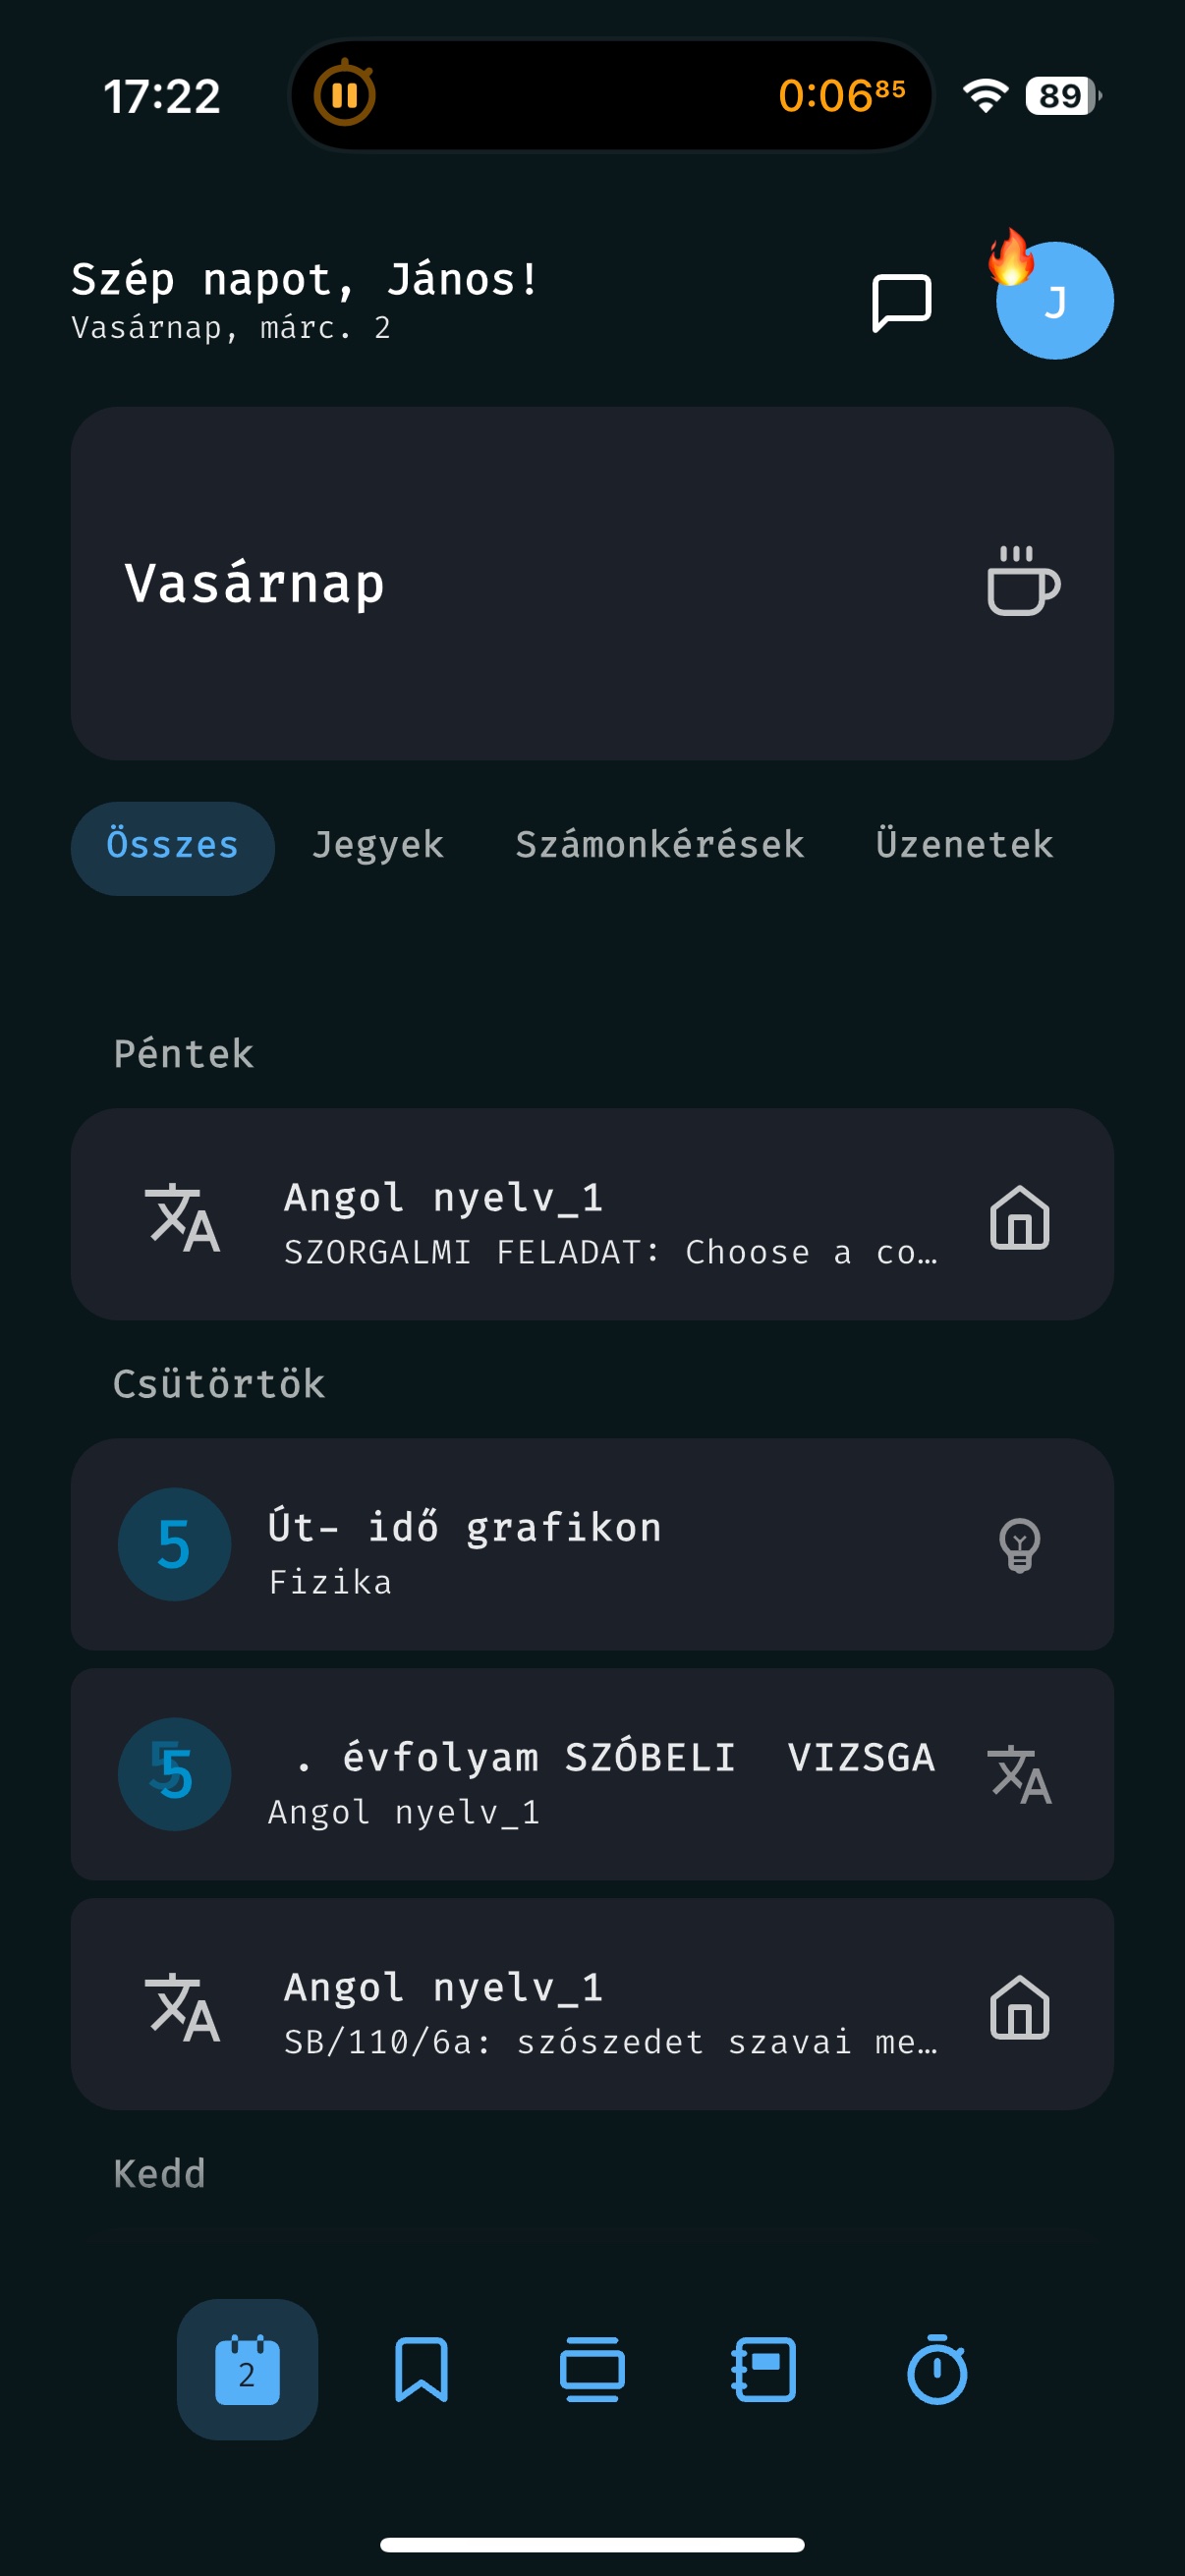 17:22
0:06⁸⁵
89
Szép napot, János!
Vasárnap, márc. 2
J
Vasárnap
Összes Jegyek Számonkérések Üzenetek
Péntek
Angol nyelv_1
SZORGALMI FELADAT: Choose a co…
Csütörtök
5
Út- idő grafikon
Fizika
5
5
. évfolyam SZÓBELI  VIZSGA
Angol nyelv_1
Angol nyelv_1
SB/110/6a: szószedet szavai me…
Kedd
2